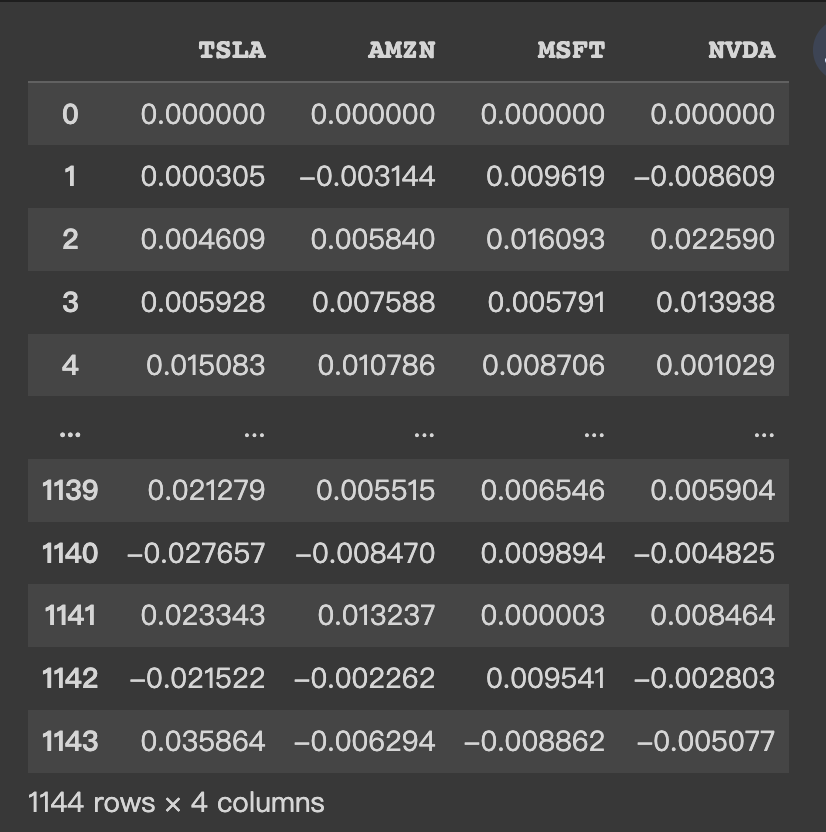 TSLA AMZN MSFT NVDA
0 0.000000 0.000000 0.000000 0.000000
1 0.000305 −0.003144 0.009619 −0.008609
2 0.004609 0.005840 0.016093 0.022590
3 0.005928 0.007588 0.005791 0.013938
4 0.015083 0.010786 0.008706 0.001029
... ... ... ... ...
1139 0.021279 0.005515 0.006546 0.005904
1140 −0.027657 −0.008470 0.009894 −0.004825
1141 0.023343 0.013237 0.000003 0.008464
1142 −0.021522 −0.002262 0.009541 −0.002803
1143 0.035864 −0.006294 −0.008862 −0.005077
1144 rows × 4 columns